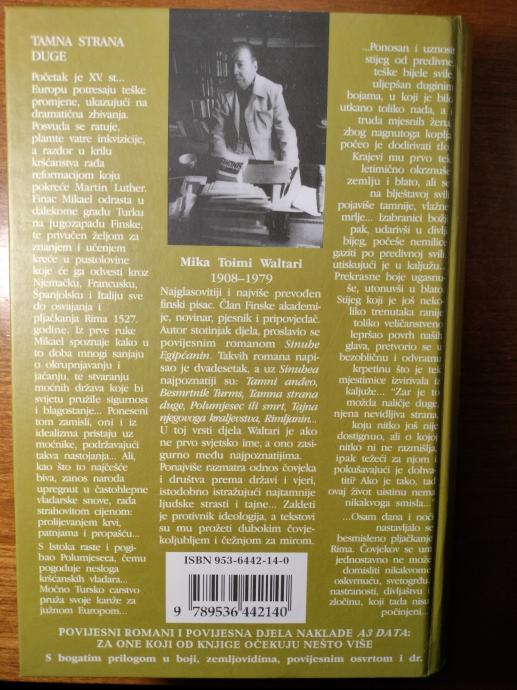 TAMNA STRANA
DUGE
Početak je XV. st...
Europu potresaju teške
promjene, ukazujući na
dramatična zbivanja.
Posvuda se ratuje,
plamte vatre inkvizicije,
a razdor u krilu
kršćanstva rađa
reformacijom koju
pokreće Martin Luther.
Finac Mikael odrasta u
dalekome gradu Turku
na jugozapadu Finske,
te privučen željom za
znanjem i učenjem
kreće u pustolovine
koje će ga odvesti kroz
Njemačku, Francusku,
Španjolsku i Italiju sve
do osvajanja i
pljačkanja Rima 1527.
godine. Iz prve ruke
Mikael spoznaje kako u
to doba mnogi sanjaju
o okrupnjavanju i
jačanju, te stvaranju
moćnih država koje bi
svijetu pružile sigurnost
i blagostanje... Poneseni
tom zamisli, oni i iz
idealizma pristaju uz
moćnike, podržavajući
takva nastojanja... Ali,
kao što to najčešće
biva, zanos naroda
upregnut u častohlepne
vladarske snove, rađa
strahovitom cijenom:
prolijevanjem krvi,
patnjama i propašću...
S Istoka raste i pogi-
bao Polumjeseca, čemu
pogoduje nesloga
kršćanskih vladara...
Moćno Tursko carstvo
pruža svoje kanže za
južnom Europom...
Mika Toimi Waltari
1908-1979
Najglasovitiji i najviše prevođen
finski pisac. Član Finske akademi-
je, novinar, pjesnik i pripovjedač.
Autor stotinjak djela, proslavio se
povijesnim romanom Sinuhe
Egipćanin. Takvih romana napi-
sao je dvadesetak, a uz Sinuhea
najpoznatiji su: Tamni anđeo,
Besmrtnik Turms, Tamna strana
duge, Polumjesec ili smrt, Tajna
njegovoga kraljevstva, Rimljanin...
U toj vrsti djela Waltari je ako
ne prvo svjetsko ime, a ono zasi-
gurno među najpoznatijima.
Ponajviše razmatra odnos čovjeka
i društva prema državi i vjeri,
istodobno istražujući najtamnije
ljudske strasti i tajne... Zakleti
je protivnik ideologija, a tekstovi
su mu prožeti dubokim čovje-
koljubljem i čežnjom za mirom.
...Ponosan i uznosit
stijeg od predivne,
teške bijele svile,
uljepšan duginim
bojama, u koji je bilo
utkano toliko nada, a i
truda mjesnih žena,
zbog nagnutoga koplja
počeo je dodirivati tlo.
Krajevi mu prvo tek
letimično okrznuše
zemlju i blato, ali se
na blještavoj svili
pojaviše tamnije, vlažne
mrlje... Izabranici božji
pak, udarivši u divlji
bijeg, počeše nemilice
gaziti po predivnoj svili,
utiskujući je u kaljužu...
Prekrasne boje ugasnu-
še, utonuvši u blato.
Stijeg koji je još neko-
liko trenutaka ranije
toliko veličanstveno
lepršao povrh naših
glava, pretvorio se u
bezobličnu i odvratnu
krpetinu što je tek
mjestimice izvirivala iz
kaljuže... "Zar je to
možda naličje duge,
njena nevidljiva strana,
koju nitko još nije
dostignuo, ali o kojoj
nitko ni ne razmišlja,
ipak težeći za njom i
pokušavajući je dohva-
titi? Ako je tako, tad
ovaj život uistinu nema
nikakvoga smisla..."
...Osam dana i noći
nastavljalo se
besmisleno pljačkanje
Rima. Čovjekov se um
jednostavno ne može
domisliti nikakvome
oskvrnuću, svetogrđu,
nastranosti, divljaštvu i
zločinu, koji tada nisu
počinjeni...
ISBN 953-6442-14-0
9 789536 442140
POVIJESNI ROMANI I POVIJESNA DJELA NAKLADE A3 DATA:
ZA ONE KOJI OD KNJIGE OČEKUJU NEŠTO VIŠE
S bogatim prilogom u boji, zemljovidima, povijesnim osvrtom i dr.